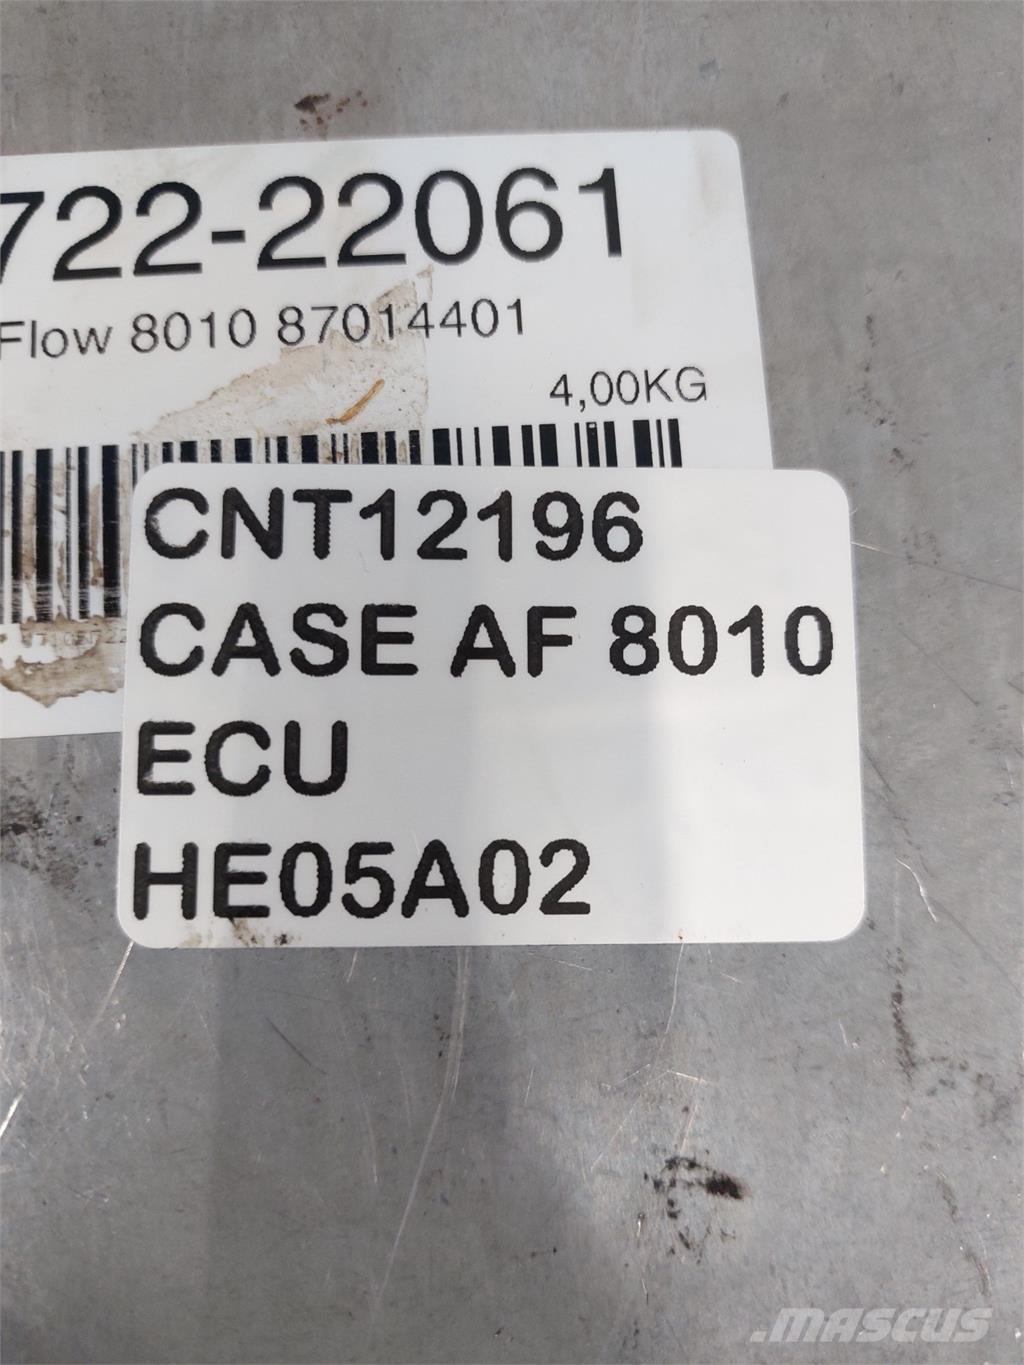 722-22061
Flow 8010 87014401
4,00KG
CNT12196
CASE AF 8010
ECU
HE05A02
.MASCUS